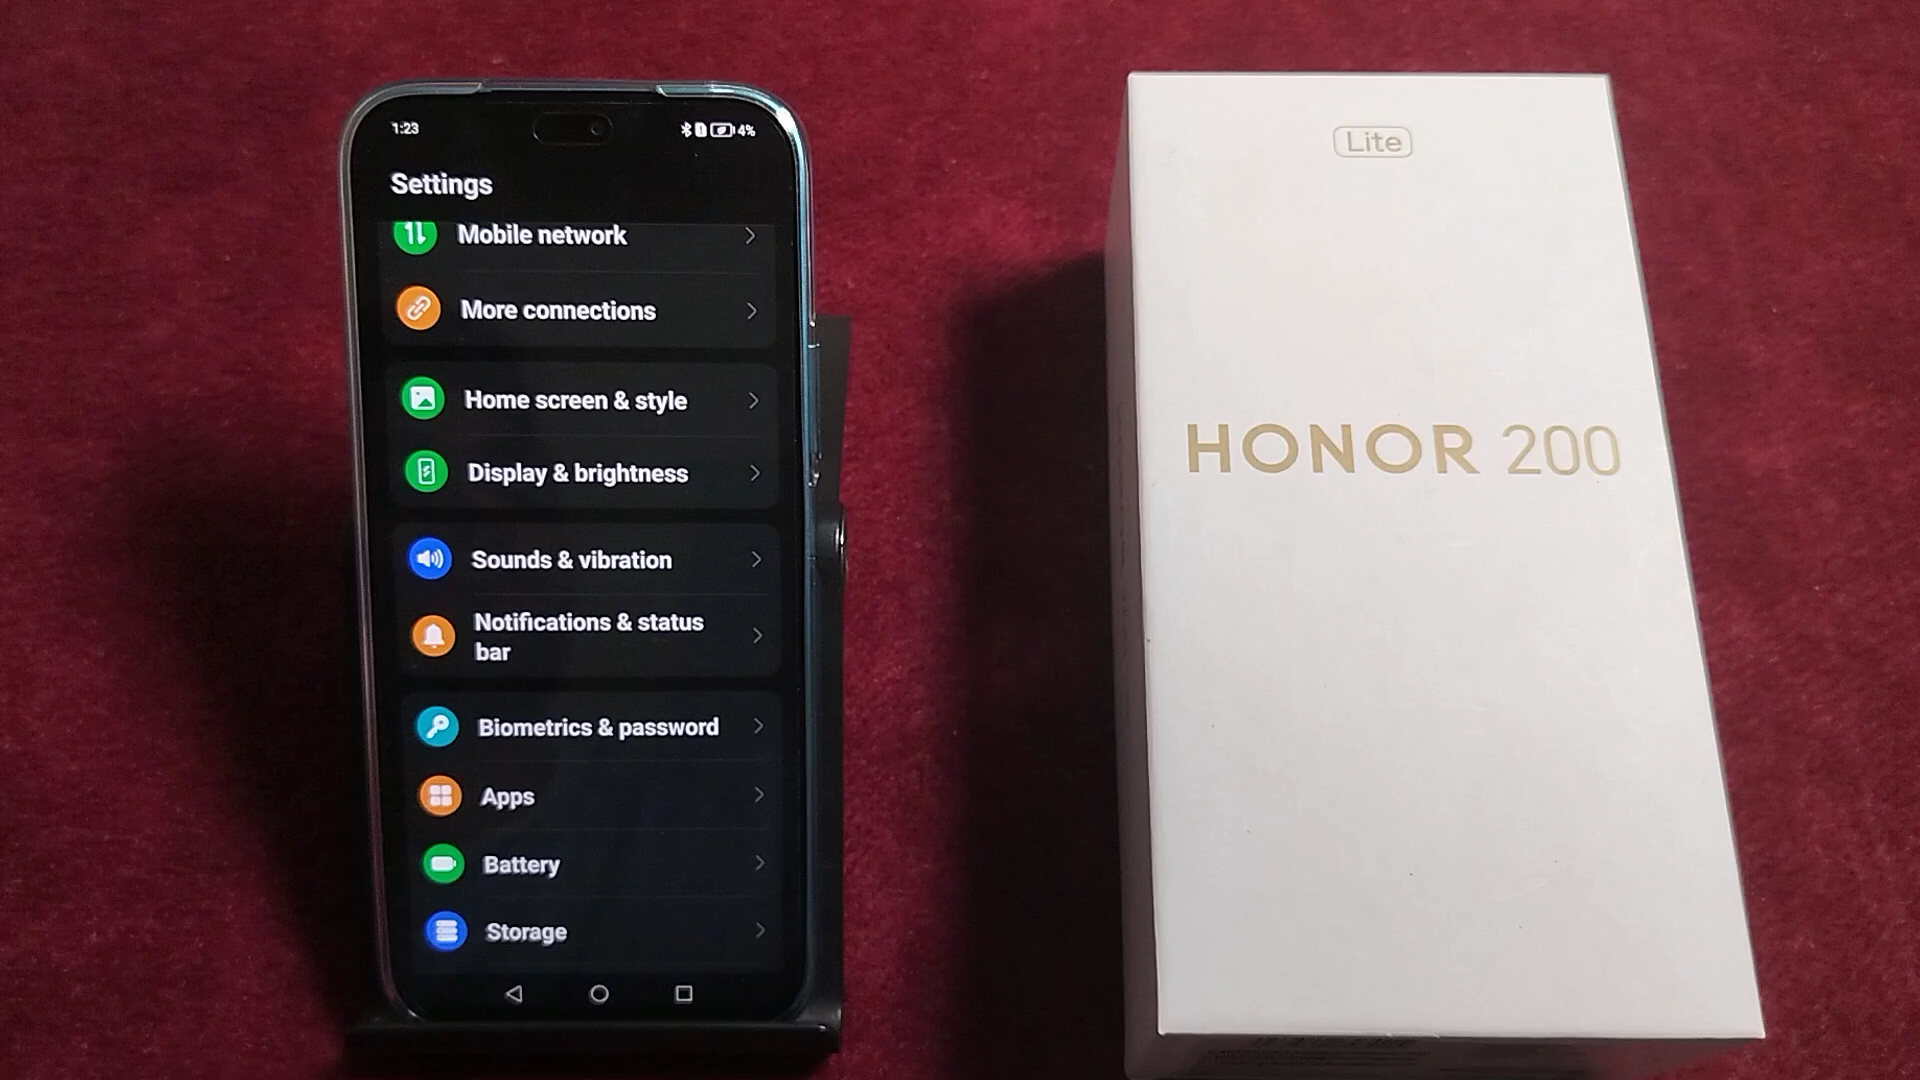 1:23
4%
Settings
Mobile network
More connections
Home screen & style
Display & brightness
Sounds & vibration
Notifications & status
bar
Biometrics & password
Apps
Battery
Storage
Lite
HONOR 200